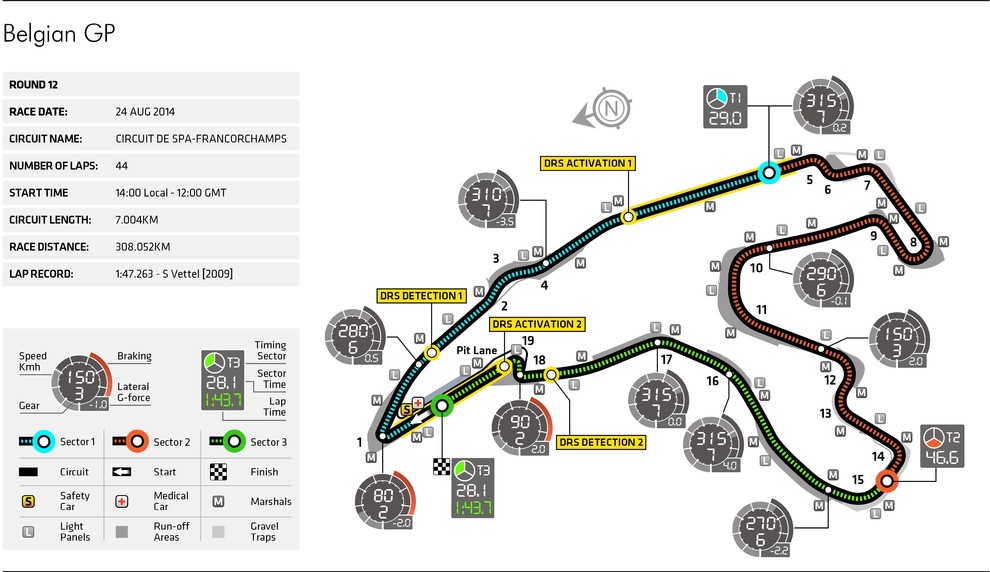 Belgian GP
ROUND 12
RACE DATE: 24 AUG 2014
CIRCUIT NAME: CIRCUIT DE SPA-FRANCORCHAMPS
NUMBER OF LAPS: 44
START TIME 14:00 Local - 12:00 GMT
CIRCUIT LENGTH: 7.004KM
RACE DISTANCE: 308.052KM
LAP RECORD: 1:47.263 - S Vettel [2009]
Speed
Kmh
Braking
Gear
Lateral
G-force
150
3
-1.0
T3
28.1
1:43.7
Timing
Sector
Sector
Time
Lap
Time
Sector 1
Sector 2
Sector 3
Circuit
Start
Finish
S
Safety
Car
Medical
Car
M
Marshals
L
Light
Panels
Run-off
Areas
Gravel
Traps
N
T1
29.0
315
7
0.2
DRS ACTIVATION 1
310
7
-3.5
DRS DETECTION 1
280
6
0.5
DRS ACTIVATION 2
Pit Lane
90
2
2.0
DRS DETECTION 2
80
2
-2.0
T3
28.1
1:43.7
315
7
0.0
315
7
4.0
270
6
-2.2
290
6
-0.1
150
3
2.0
T2
46.6
1
2
3
4
5
6
7
8
9
10
11
12
13
14
15
16
17
18
19
S
L
M
L
M
L
M
L
M
L
M
L
M
L
M
L
M
L
M
L
M
L
M
L
M
L
M
L
M